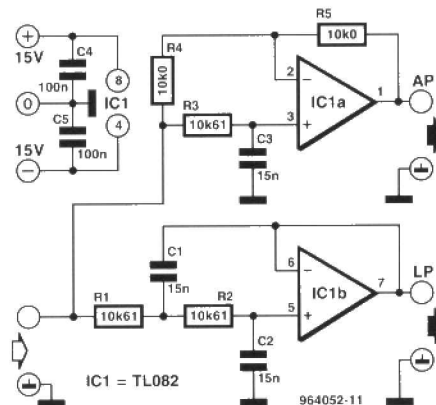 +
15V
C4
100n
0
C5
100n
15V
−
8
IC1
4
R4
10k0
R5
10k0
R3
10k61
C3
15n
2
−
3
+
IC1a
1
AP
C1
15n
R1
10k61
R2
10k61
C2
15n
6
−
5
+
IC1b
7
LP
IC1 = TL082
964052-11